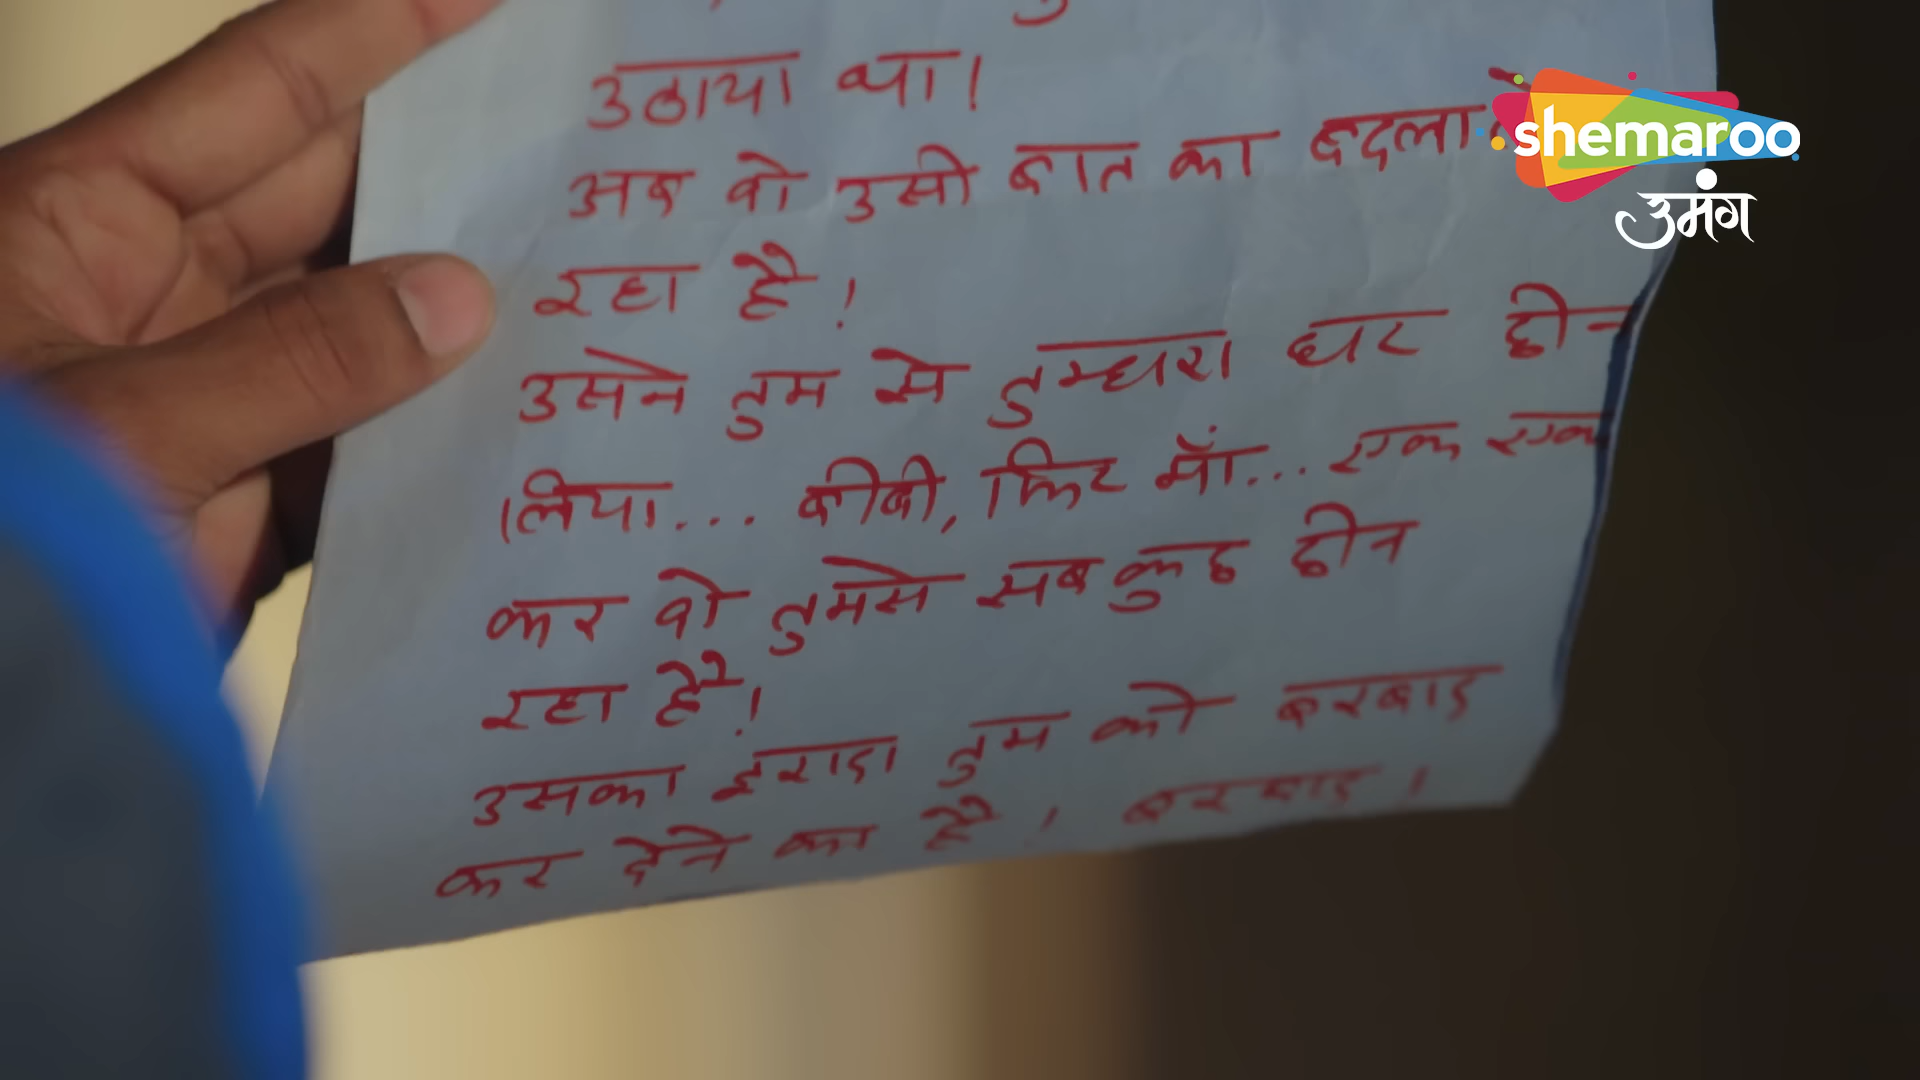 उठाया था।
shemaroo
उमंग
अब वो उसी बात का बदला
रहा है!
उसने तुम से तुम्हारा घर छीन
लिया... बीबी, फिर माँ... एक एक
कर वो तुमसे सब कुछ छीन
रहा है!
उसका इरादा तुम को बरबाद
कर देने का है! बरबाद!